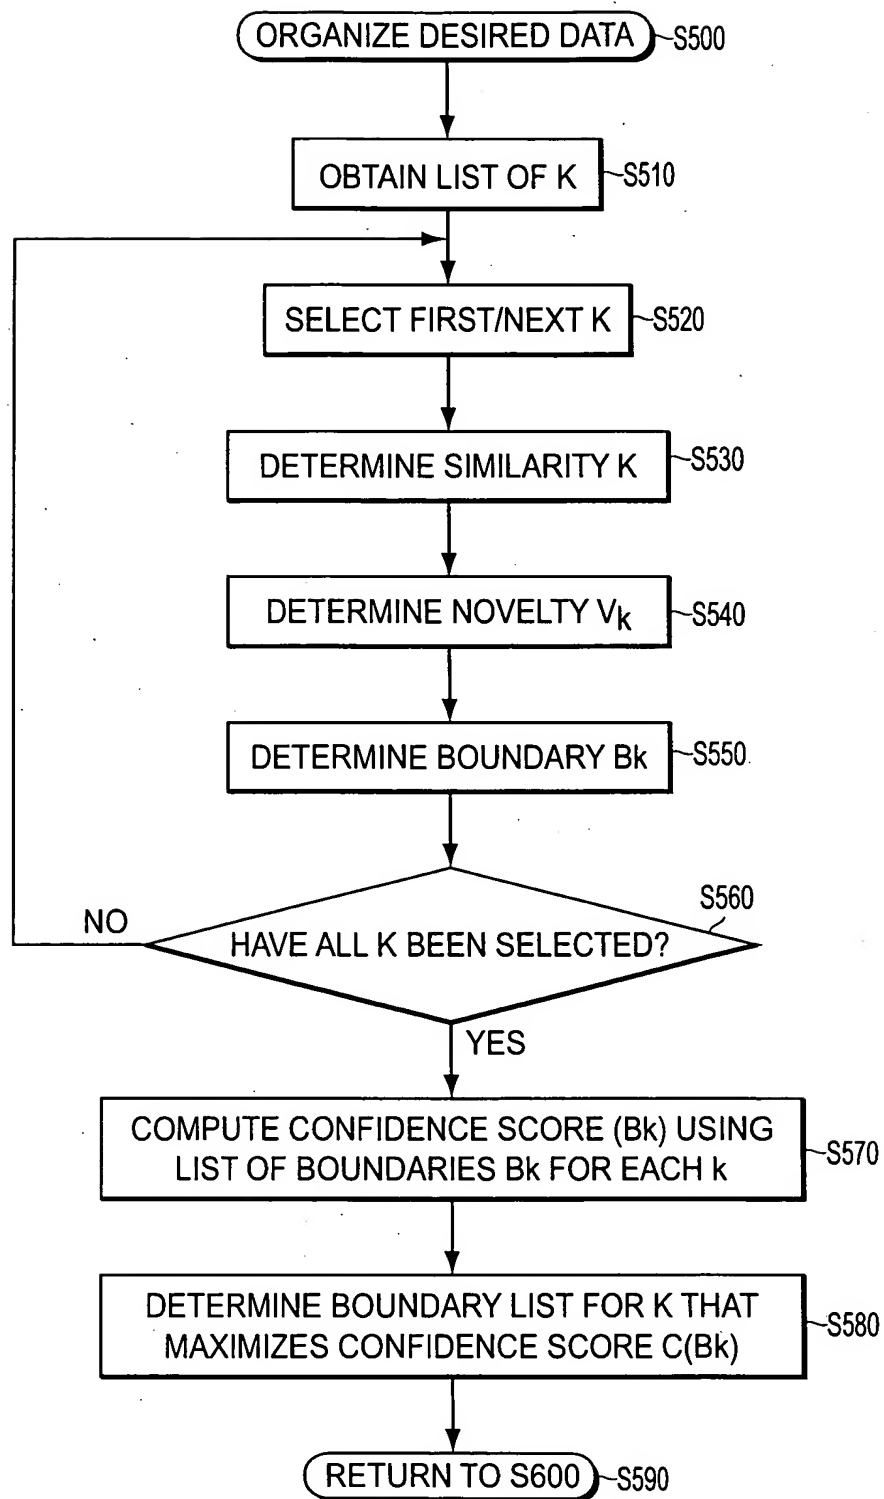 ORGANIZE DESIRED DATA S500
OBTAIN LIST OF K S510
SELECT FIRST/NEXT K S520
DETERMINE SIMILARITY K S530
DETERMINE NOVELTY Vk S540
DETERMINE BOUNDARY Bk S550
S560
NO
HAVE ALL K BEEN SELECTED?
YES
COMPUTE CONFIDENCE SCORE (Bk) USING
LIST OF BOUNDARIES Bk FOR EACH k
S570
DETERMINE BOUNDARY LIST FOR K THAT
MAXIMIZES CONFIDENCE SCORE C(Bk)
S580
RETURN TO S600 S590